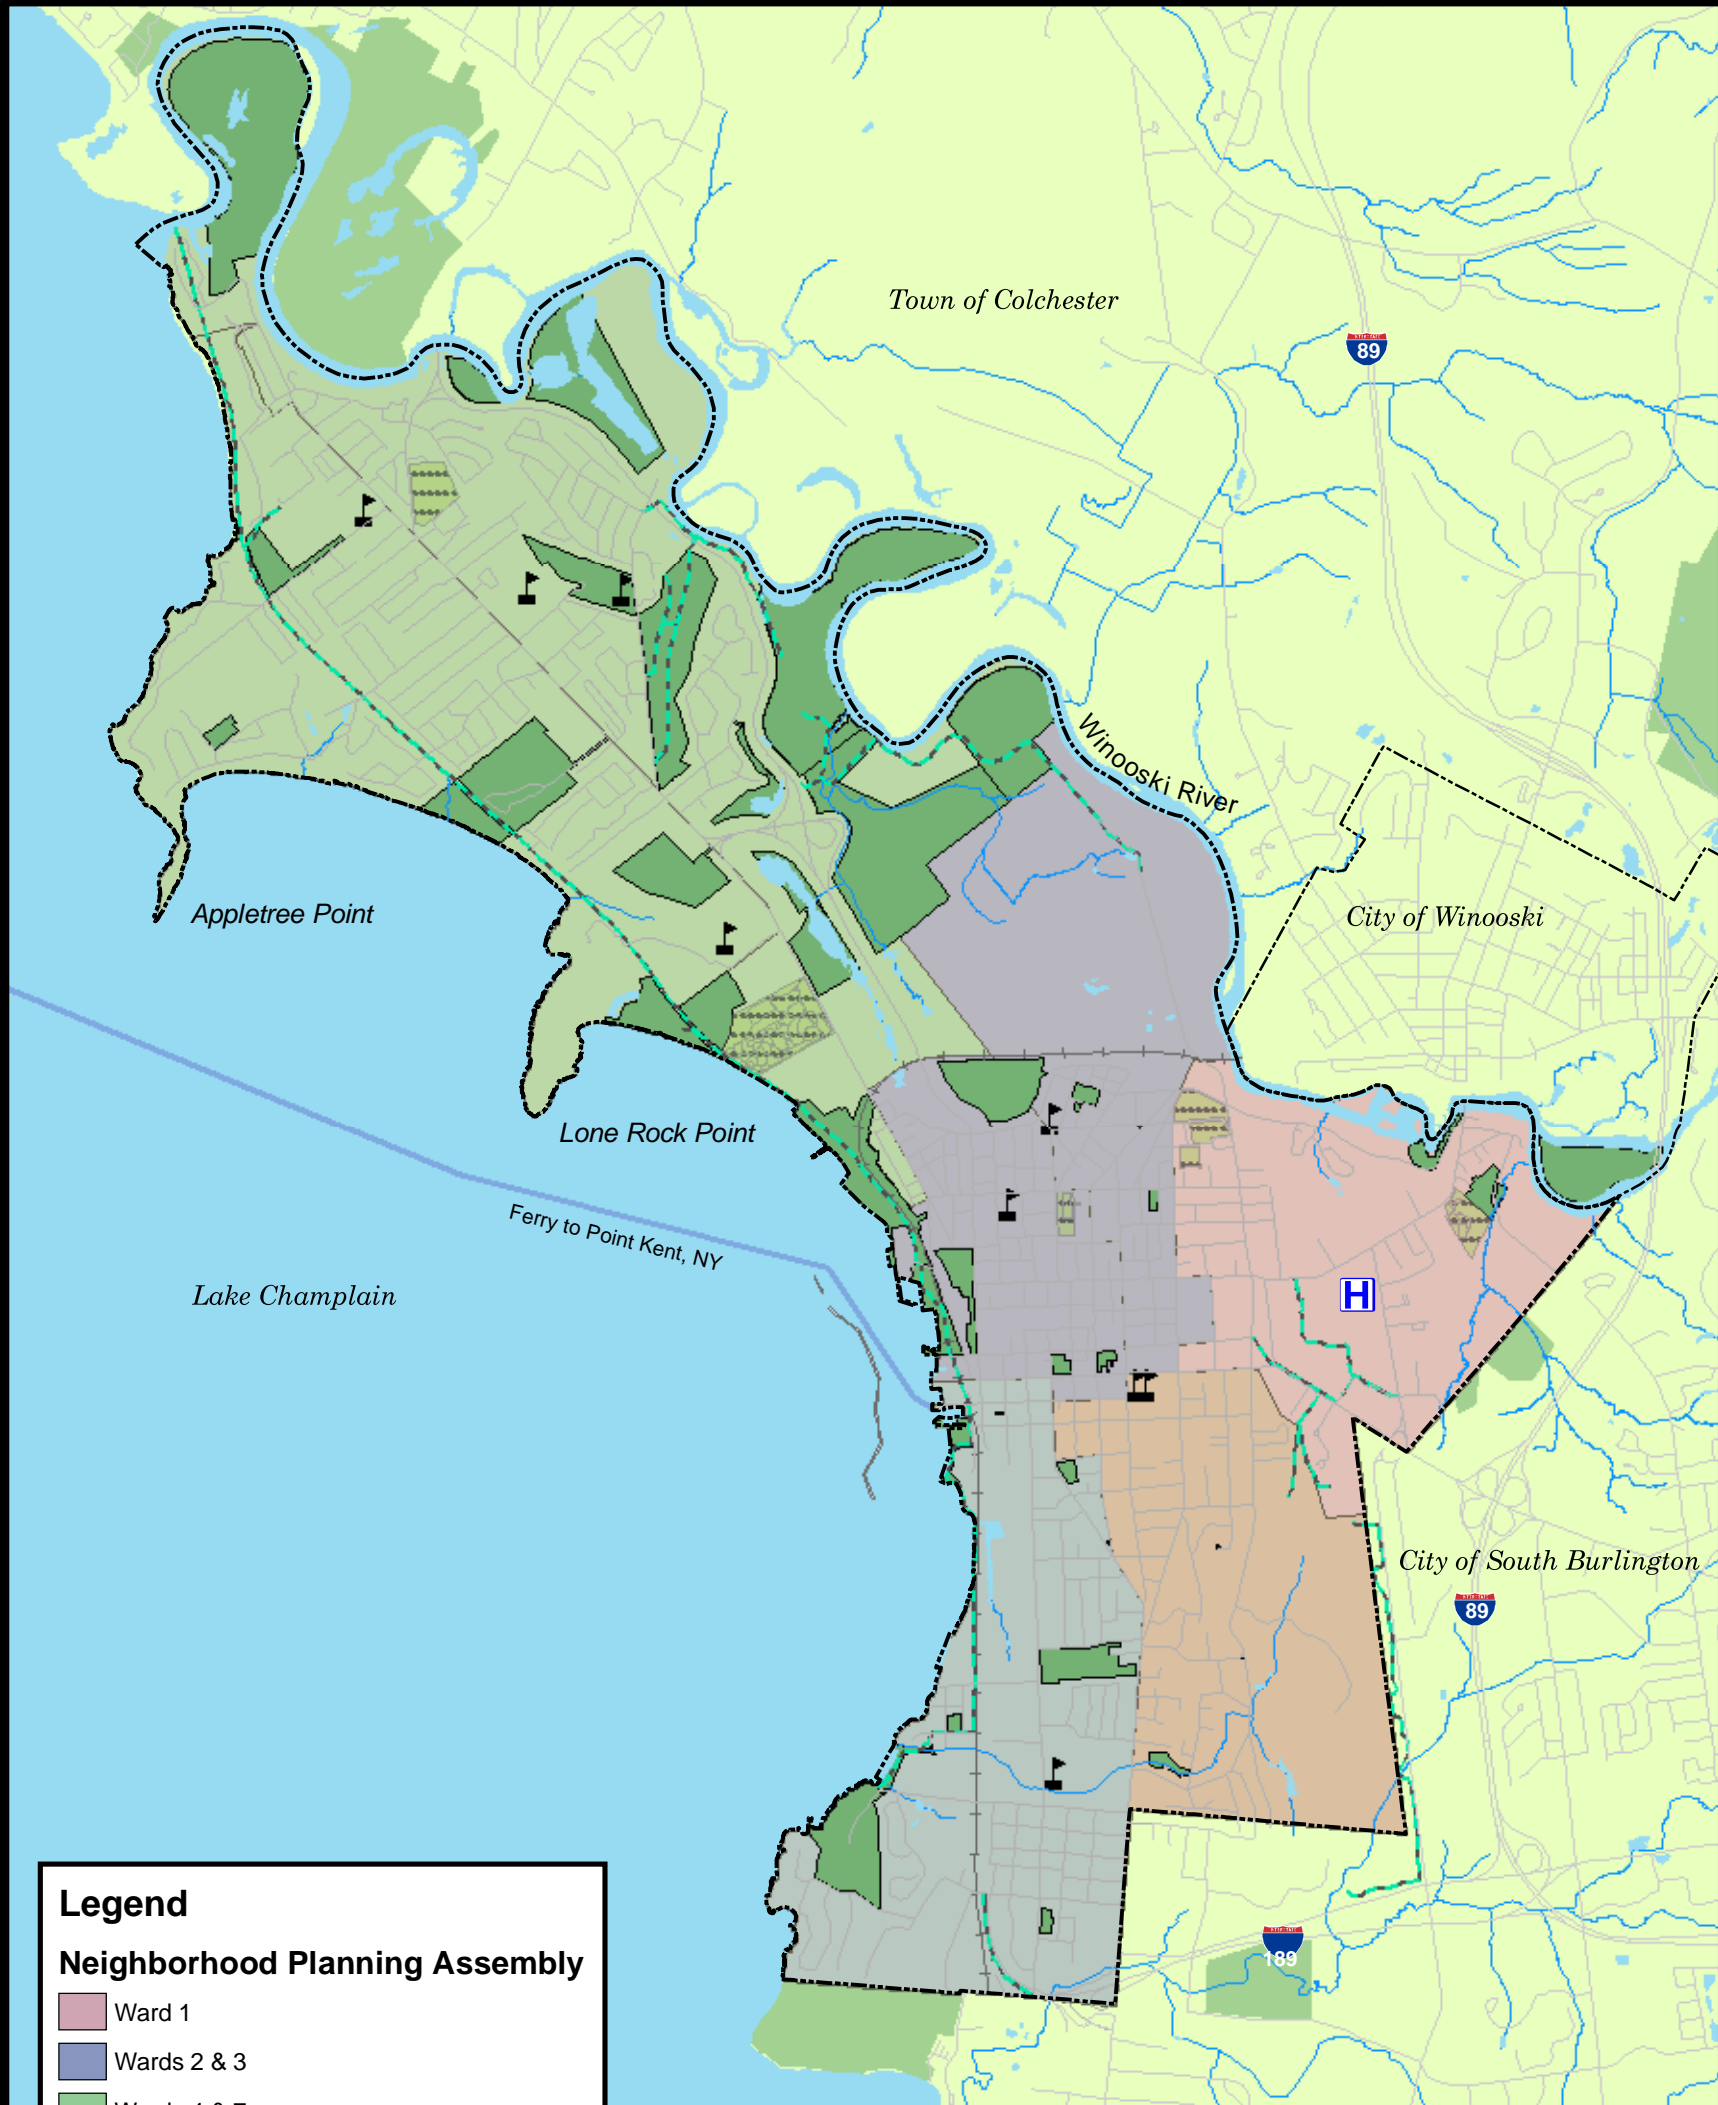 Town of Colchester
89
Winooski River
Appletree Point
City of Winooski
Lone Rock Point
Ferry to Point Kent, NY
H
Lake Champlain
City of South Burlington
89
189
Legend
Neighborhood Planning Assembly
Ward 1
Wards 2 & 3